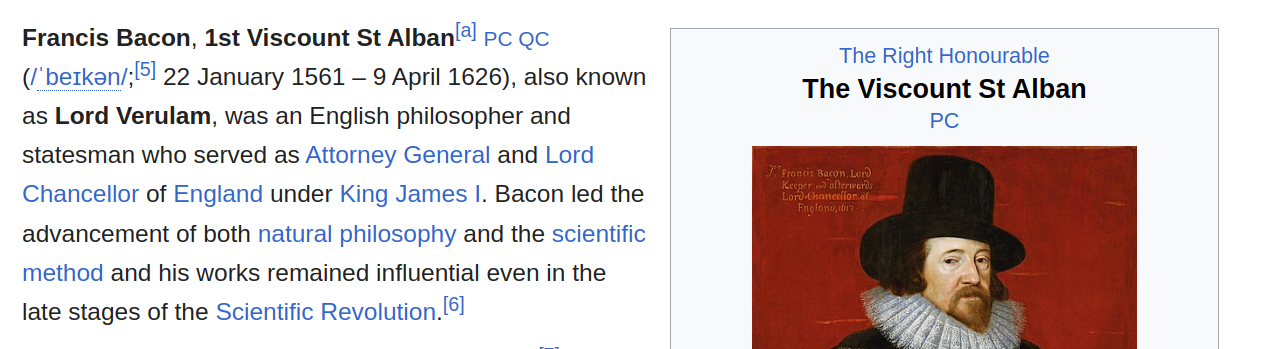 Francis Bacon, 1st Viscount St Alban[a] PC QC
(/ˈbeɪkən/;[5] 22 January 1561 – 9 April 1626), also known
as Lord Verulam, was an English philosopher and
statesman who served as Attorney General and Lord
Chancellor of England under King James I. Bacon led the
advancement of both natural philosophy and the scientific
method and his works remained influential even in the
late stages of the Scientific Revolution.[6]
The Right Honourable
The Viscount St Alban
PC
Sr Francis Bacon, Lord
Keeper and afterwards
Lord Chancellor of
England, 1617.